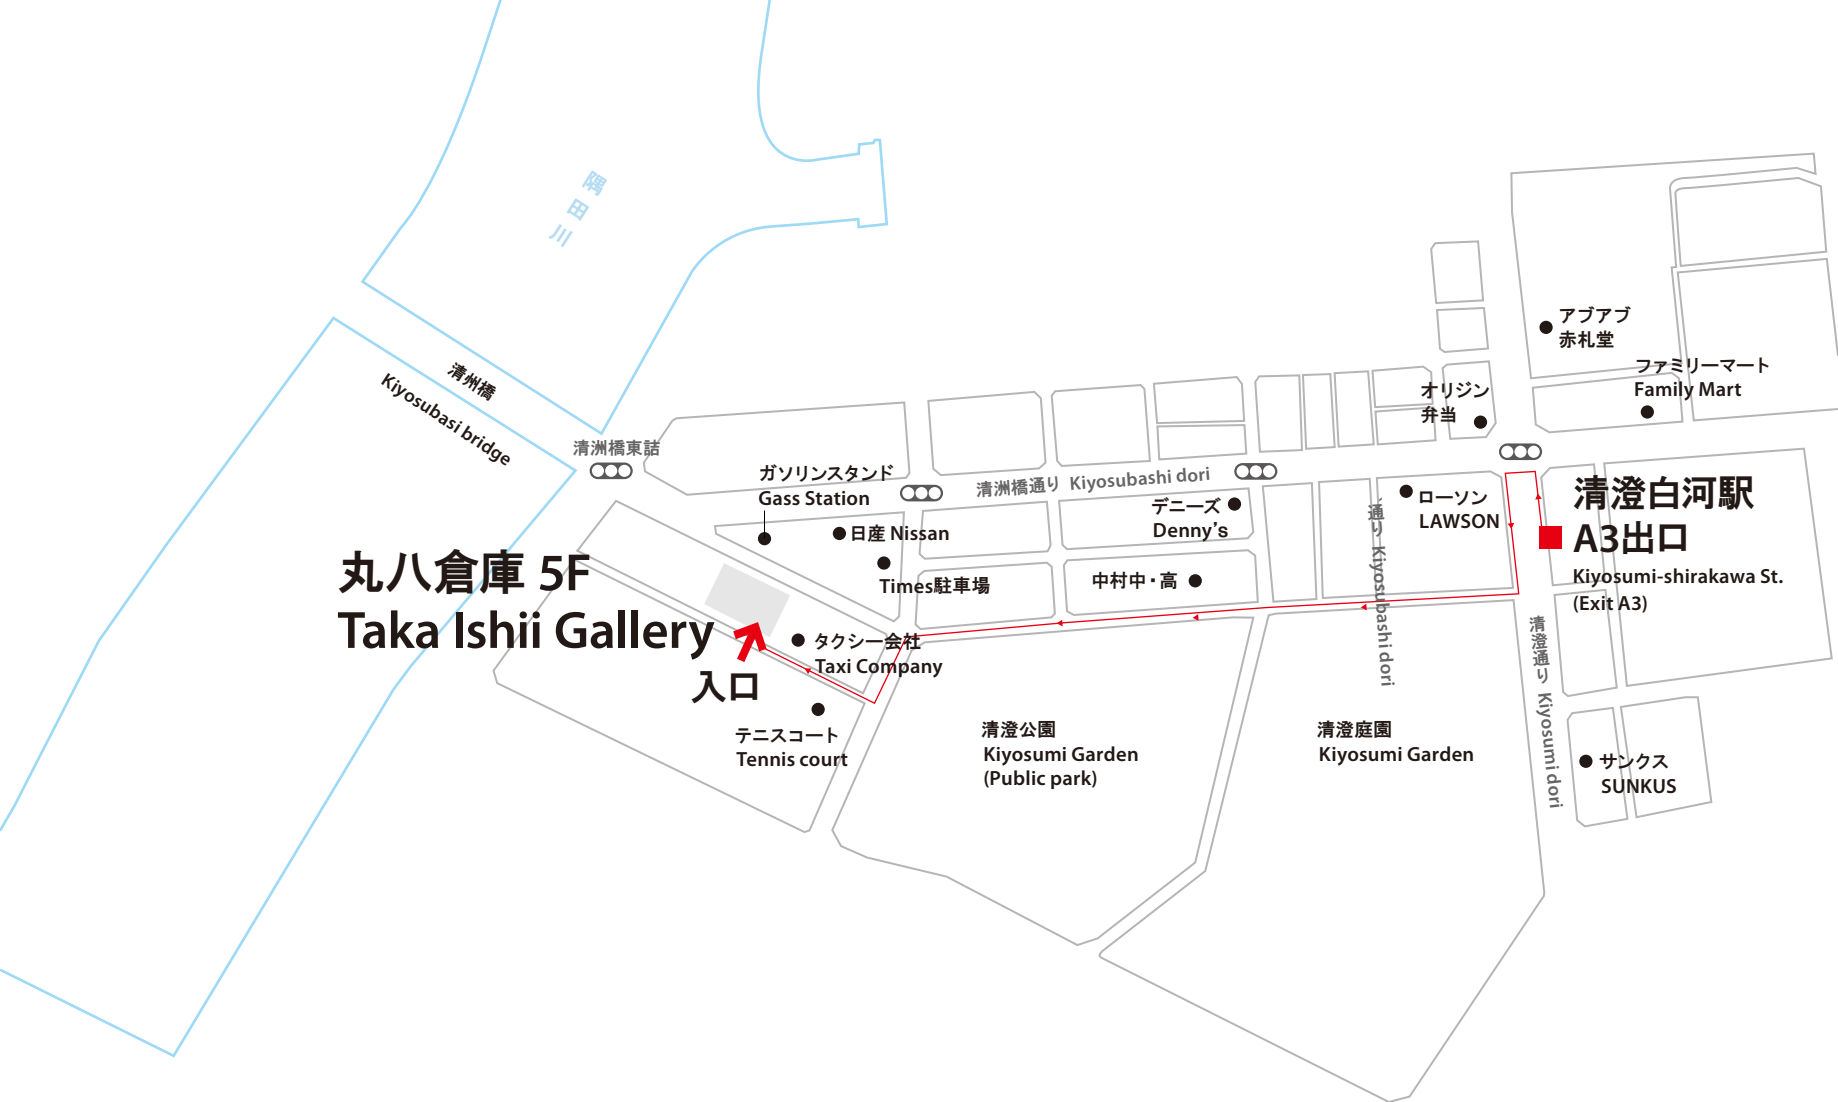 隅田川
アブアブ
赤札堂
ファミリーマート
Family Mart
清州橋
Kiyosubasi bridge
オリジン
弁当
清洲橋東詰
ガソリンスタンド
Gass Station
清洲橋通り Kiyosubashi dori
デニーズ
Denny’s
ローソン
LAWSON
清澄白河駅
A3出口
Kiyosumi-shirakawa St.
(Exit A3)
日産 Nissan
Times駐車場
中村中・高
通り Kiyosubashi dori
丸八倉庫 5F
Taka Ishii Gallery
入口
タクシー会社
Taxi Company
清澄通り Kiyosumi dori
テニスコート
Tennis court
清澄公園
Kiyosumi Garden
(Public park)
清澄庭園
Kiyosumi Garden
サンクス
SUNKUS